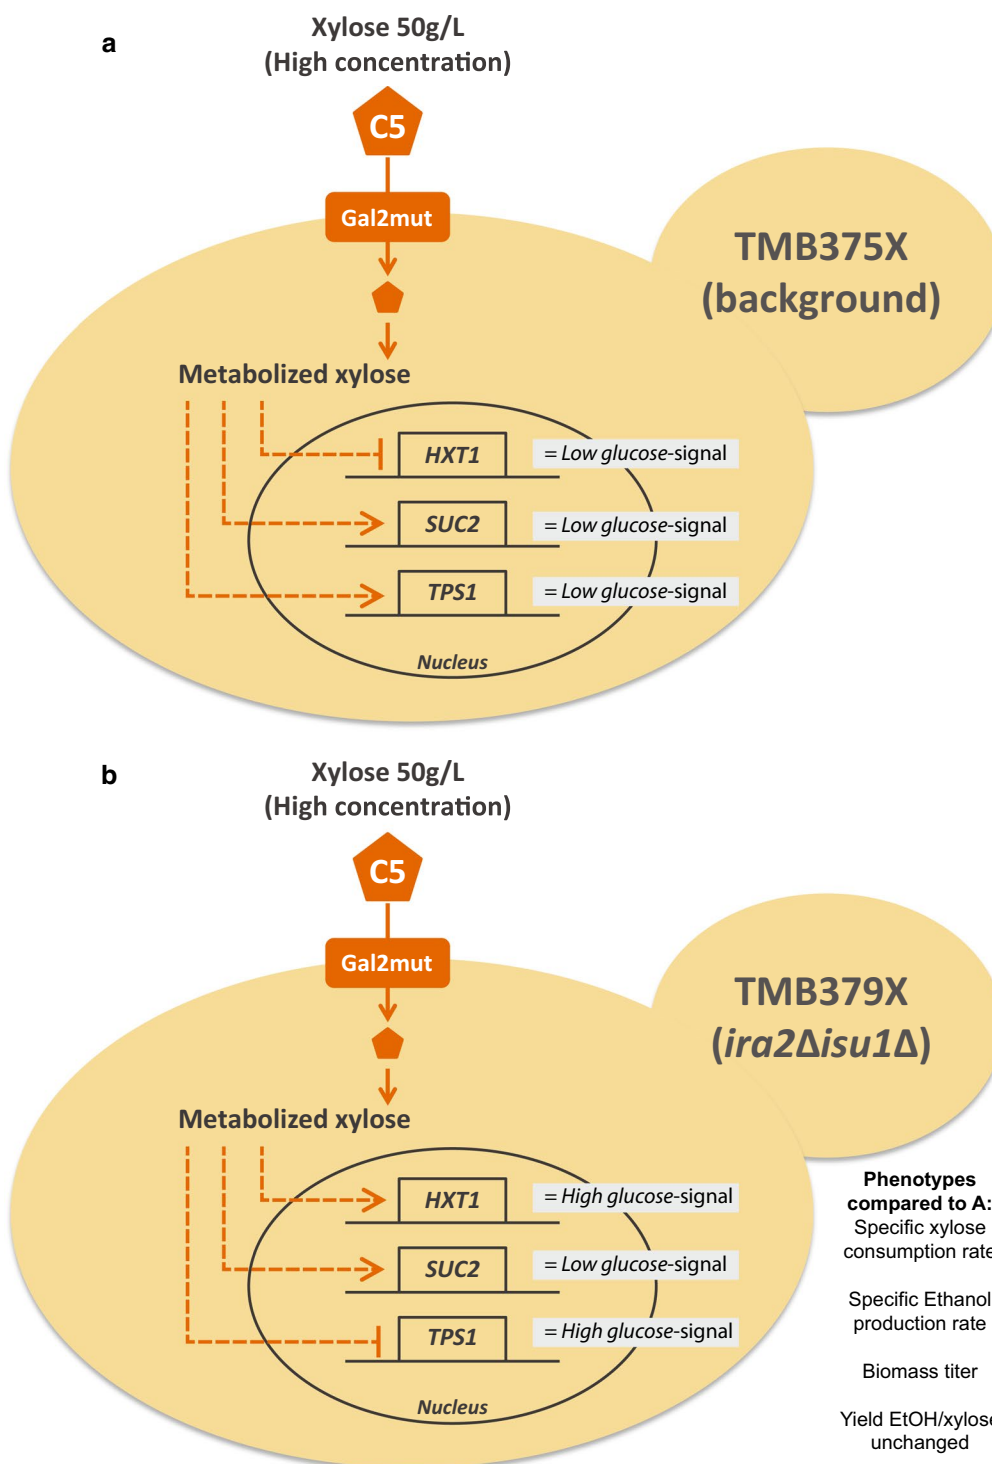 a
Xylose 50g/L
(High concentration)
C5
Gal2mut
TMB375X
(background)
Metabolized xylose
HXT1
= Low glucose-signal
SUC2
= Low glucose-signal
TPS1
= Low glucose-signal
Nucleus
b
Xylose 50g/L
(High concentration)
C5
Gal2mut
TMB379X
(ira2Δisu1Δ)
Metabolized xylose
HXT1
= High glucose-signal
SUC2
= Low glucose-signal
TPS1
= High glucose-signal
Nucleus
Phenotypes
compared to A:
Specific xylose
consumption rate
Specific Ethanol
production rate
Biomass titer
Yield EtOH/xylose
unchanged